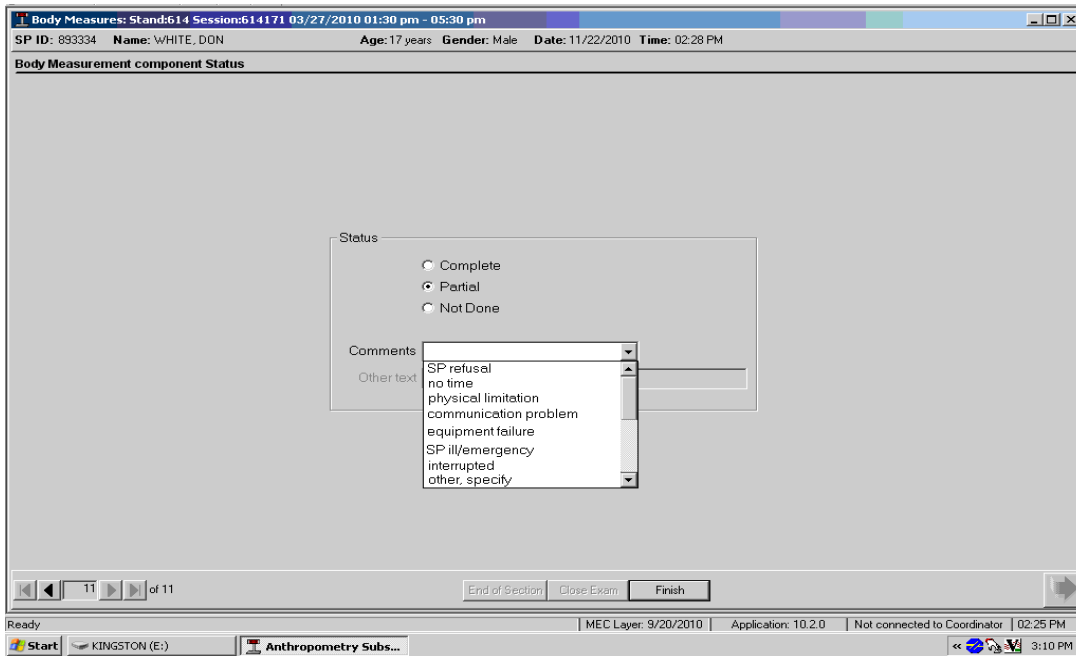 Body Measures: Stand:614 Session:614171 03/27/2010 01:30 pm - 05:30 pm
SP ID: 893334 Name: WHITE, DON Age: 17 years Gender: Male Date: 11/22/2010 Time: 02:28 PM
Body Measurement component Status
Status
Complete
Partial
Not Done
Comments
SP refusal
Other text
no time
physical limitation
communication problem
equipment failure
SP ill/emergency
interrupted
other, specify
11 of 11 End of Section Close Exam Finish
Ready MEC Layer: 9/20/2010 Application: 10.2.0 Not connected to Coordinator 02:25 PM
Start KINGSTON (E:) Anthropometry Subs... « 3:10 PM